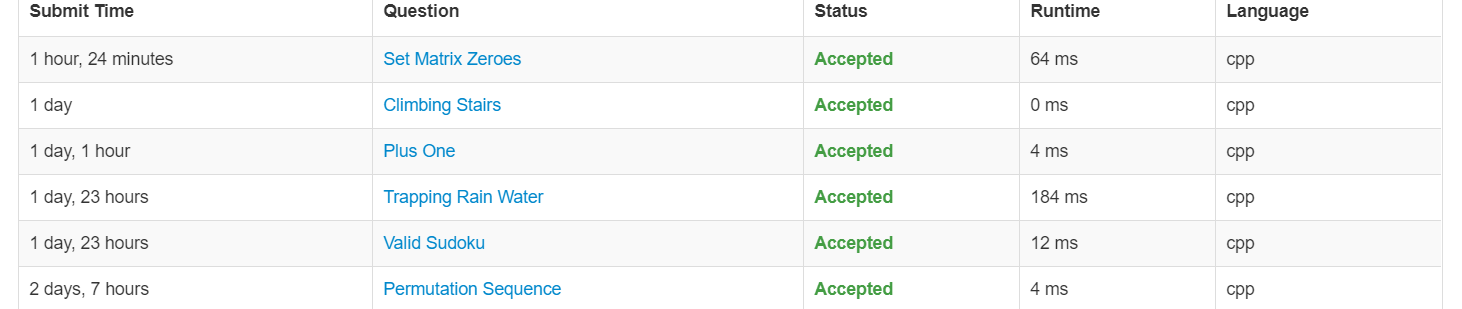 Submit Time Question Status Runtime Language
1 hour, 24 minutes Set Matrix Zeroes Accepted 64 ms cpp
1 day Climbing Stairs Accepted 0 ms cpp
1 day, 1 hour Plus One Accepted 4 ms cpp
1 day, 23 hours Trapping Rain Water Accepted 184 ms cpp
1 day, 23 hours Valid Sudoku Accepted 12 ms cpp
2 days, 7 hours Permutation Sequence Accepted 4 ms cpp